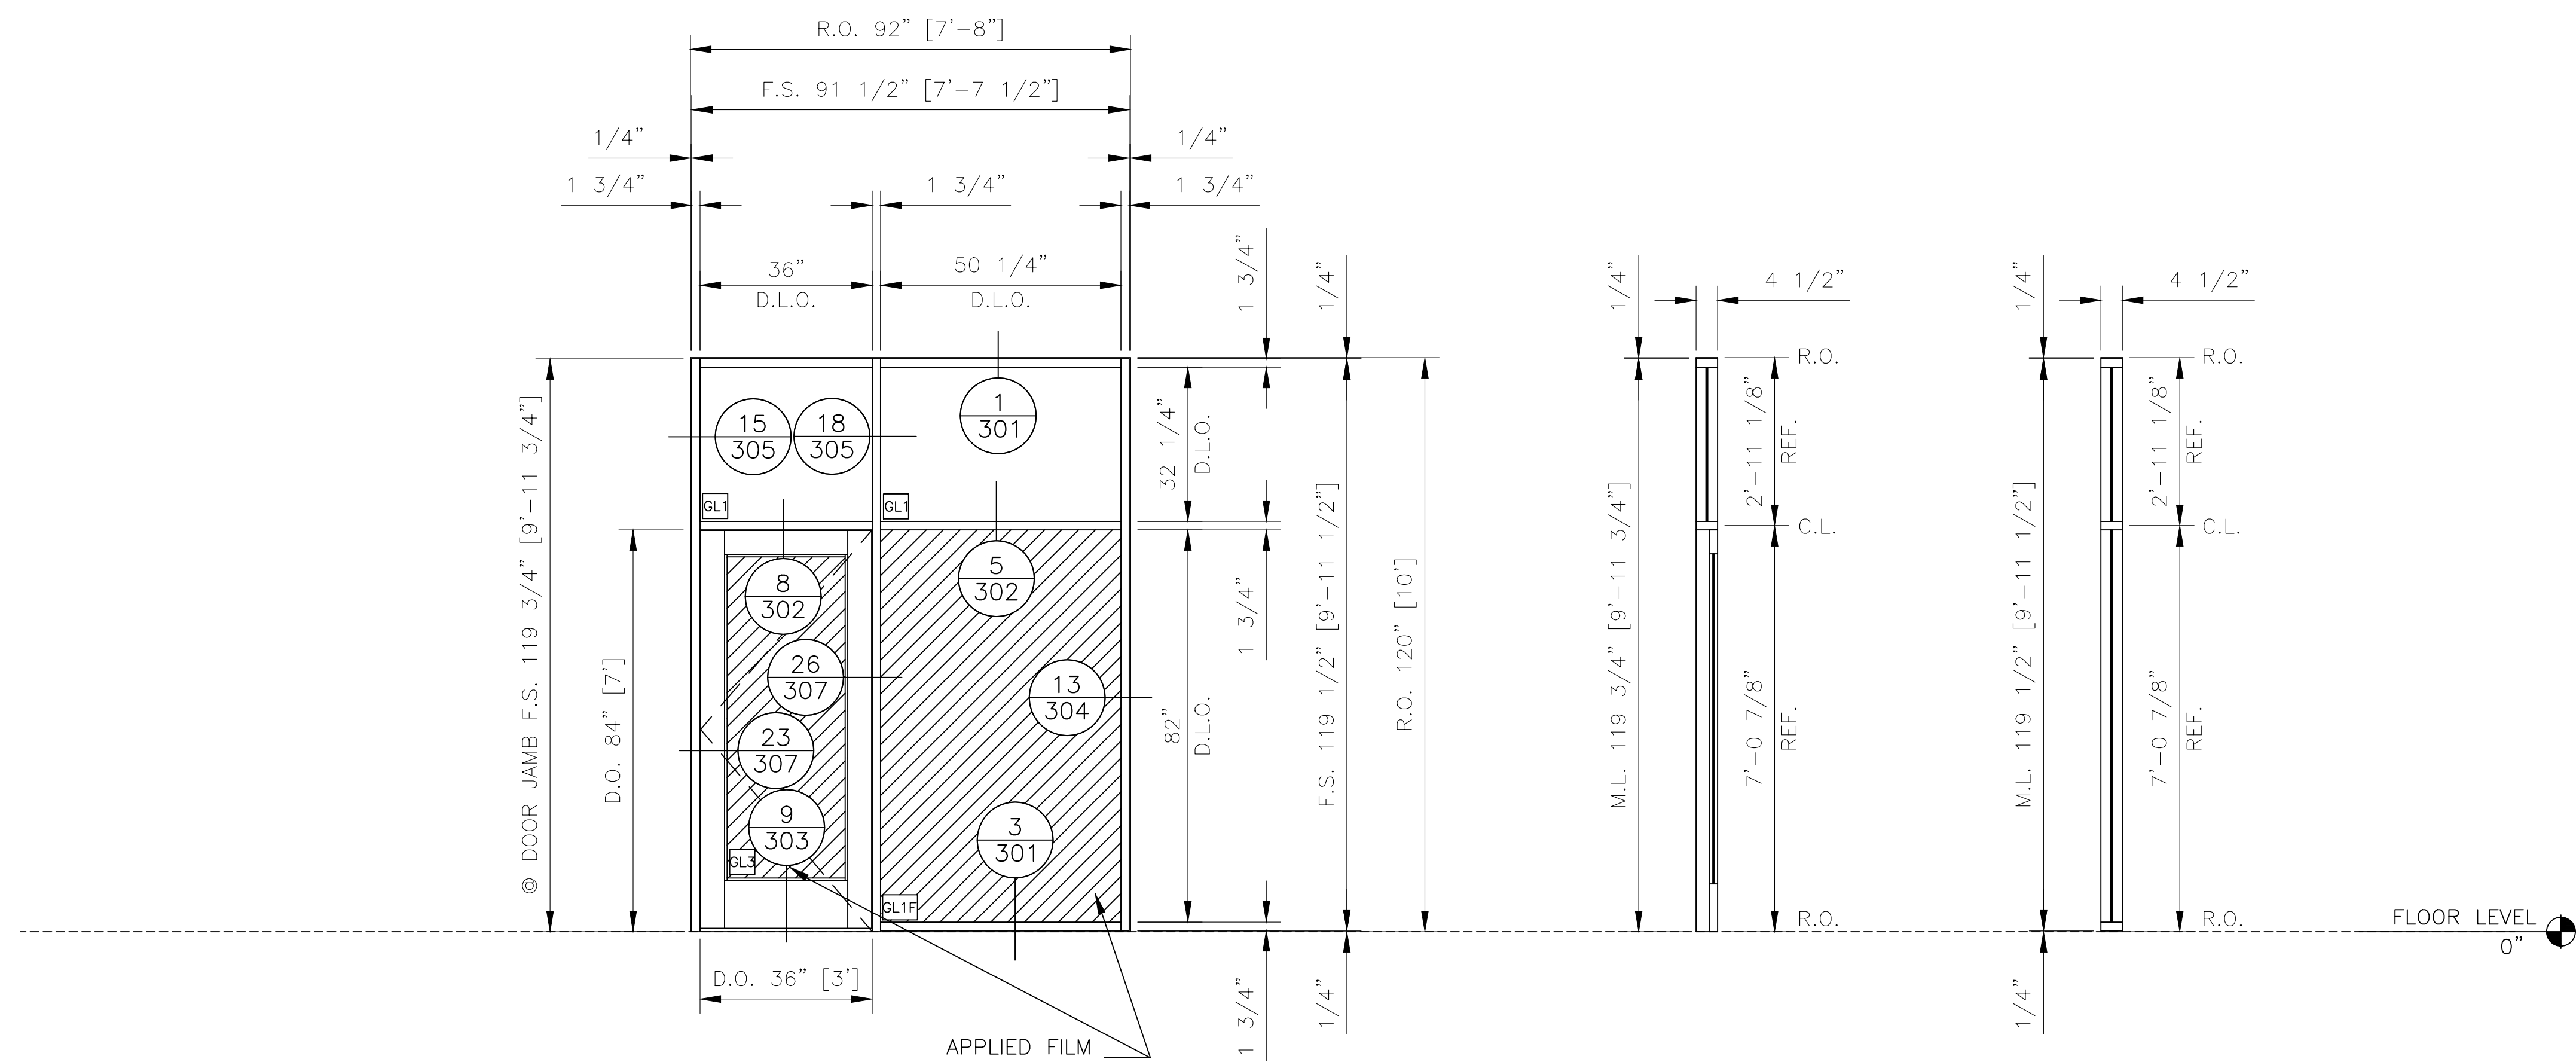 R.O. 92" [7'-8"]
F.S. 91 1/2" [7'-7 1/2"]
1/4"
1/4"
1 3/4"
1 3/4"
1 3/4"
36"
D.L.O.
50 1/4"
D.L.O.
1 3/4"
1/4"
1/4"
4 1/2"
1/4"
4 1/2"
R.O.
R.O.
15
305
18
305
1
301
32 1/4"
D.L.O.
2'-11 1/8"
REF.
2'-11 1/8"
REF.
GL1
GL1
C.L.
C.L.
@ DOOR JAMB F.S. 119 3/4" [9'-11 3/4"]
D.O. 84" [7']
8
302
5
302
26
307
13
304
23
307
9
303
3
301
GL3
GL1F
1 3/4"
82"
D.L.O.
F.S. 119 1/2" [9'-11 1/2"]
R.O. 120" [10']
M.L. 119 3/4" [9'-11 3/4"]
7'-0 7/8"
REF.
M.L. 119 1/2" [9'-11 1/2"]
7'-0 7/8"
REF.
R.O.
R.O.
FLOOR LEVEL
0"
D.O. 36" [3']
1 3/4"
1/4"
1/4"
APPLIED FILM